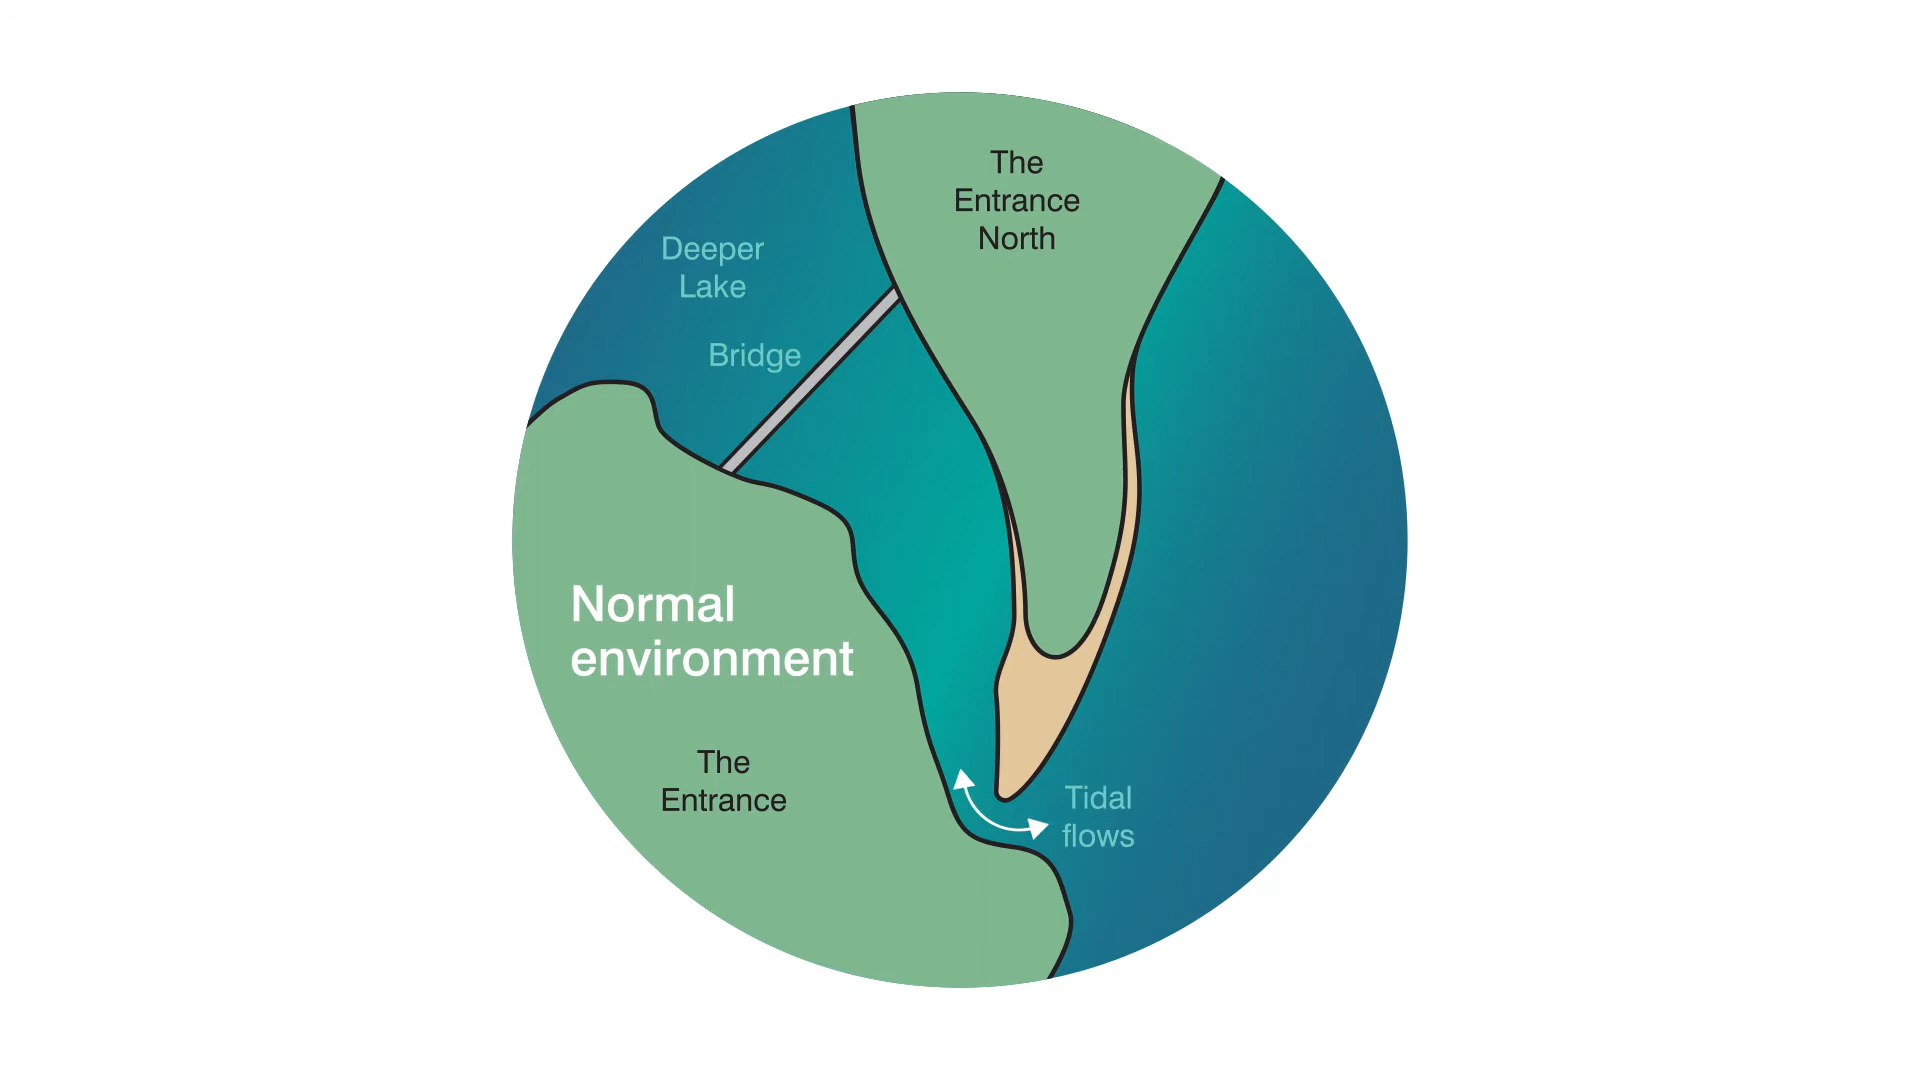 The
Entrance
North
Deeper
Lake
Bridge
Normal
environment
The
Entrance
Tidal
flows